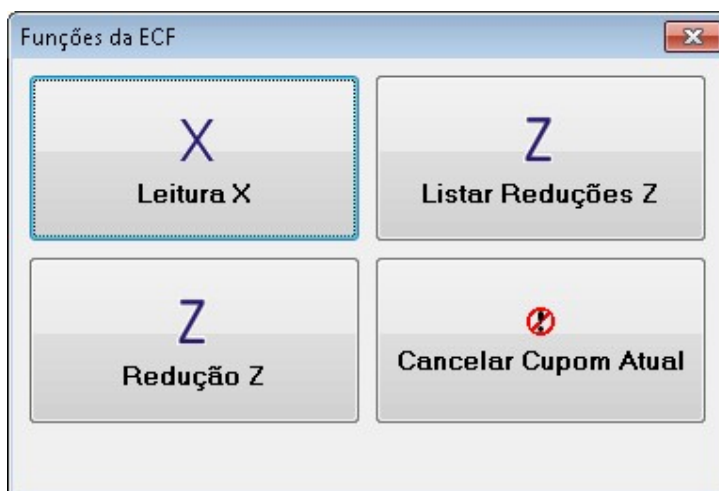 Funções da ECF
X
Leitura X
Z
Listar Reduções Z
Z
Redução Z
Cancelar Cupom Atual